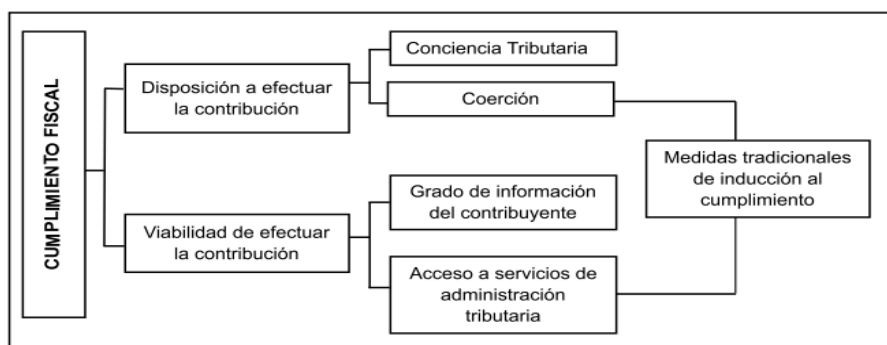 CUMPLIMIENTO FISCAL
Disposición a efectuar
la contribución
Conciencia Tributaria
Coerción
Viabilidad de efectuar
la contribución
Grado de información
del contribuyente
Acceso a servicios de
administración
tributaria
Medidas tradicionales
de inducción al
cumplimiento